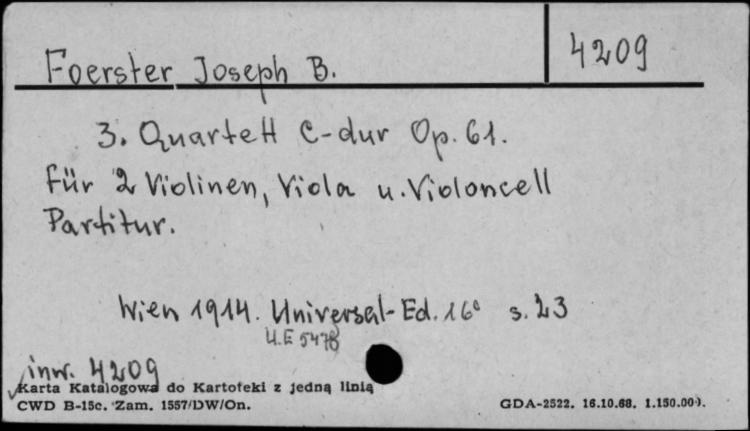 Foerster Joseph B.
4209
3. Quartett C-dur Op. 61.
für 2 Violinen, Viola u. Violoncell
Partitur.
Wien 1914. Universal-Ed. 16° s. 23
U.E 5478
inw. 4209
Karta Katalogowa do Kartoteki z jedną linią
CWD B-15c. Zam. 1557/DW/On.
GDA-2522. 16.10.68. 1.150.000.